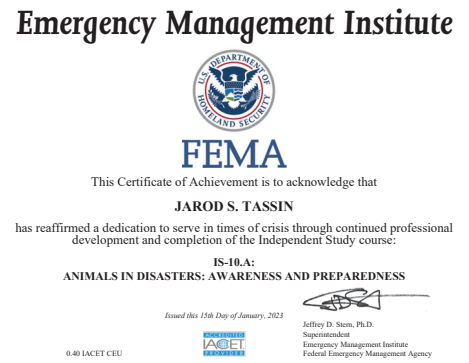 Emergency Management Institute
U.S. DEPARTMENT OF
HOMELAND SECURITY
FEMA
This Certificate of Achievement is to acknowledge that
JAROD S. TASSIN
has reaffirmed a dedication to serve in times of crisis through continued professional
development and completion of the Independent Study course:
IS-10.A:
ANIMALS IN DISASTERS: AWARENESS AND PREPAREDNESS
Issued this 15th Day of January, 2023
Jeffrey D. Stern, Ph.D.
Superintendent
Emergency Management Institute
Federal Emergency Management Agency
ACCREDITED
IACET
PROVIDER
0.40 IACET CEU